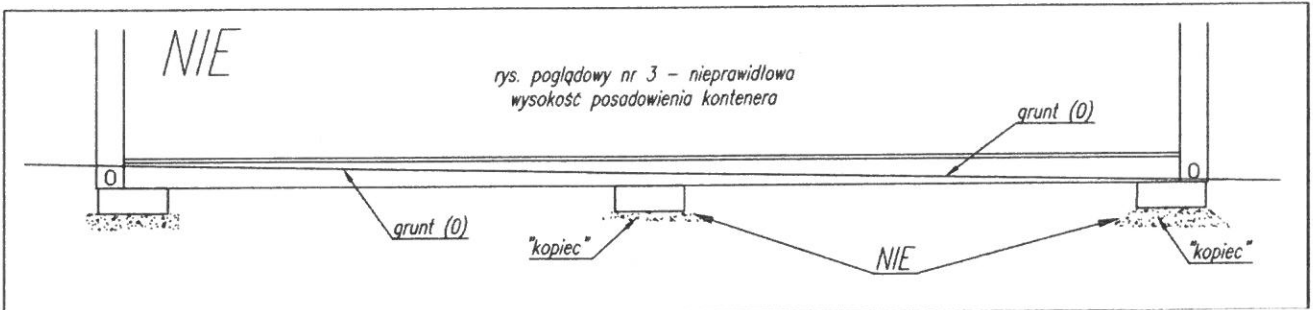 NIE
rys. poglądowy nr 3 – nieprawidłowa
wysokość posadowienia kontenera
grunt (0)
0
0
grunt (0)
"kopiec"
NIE
"kopiec"